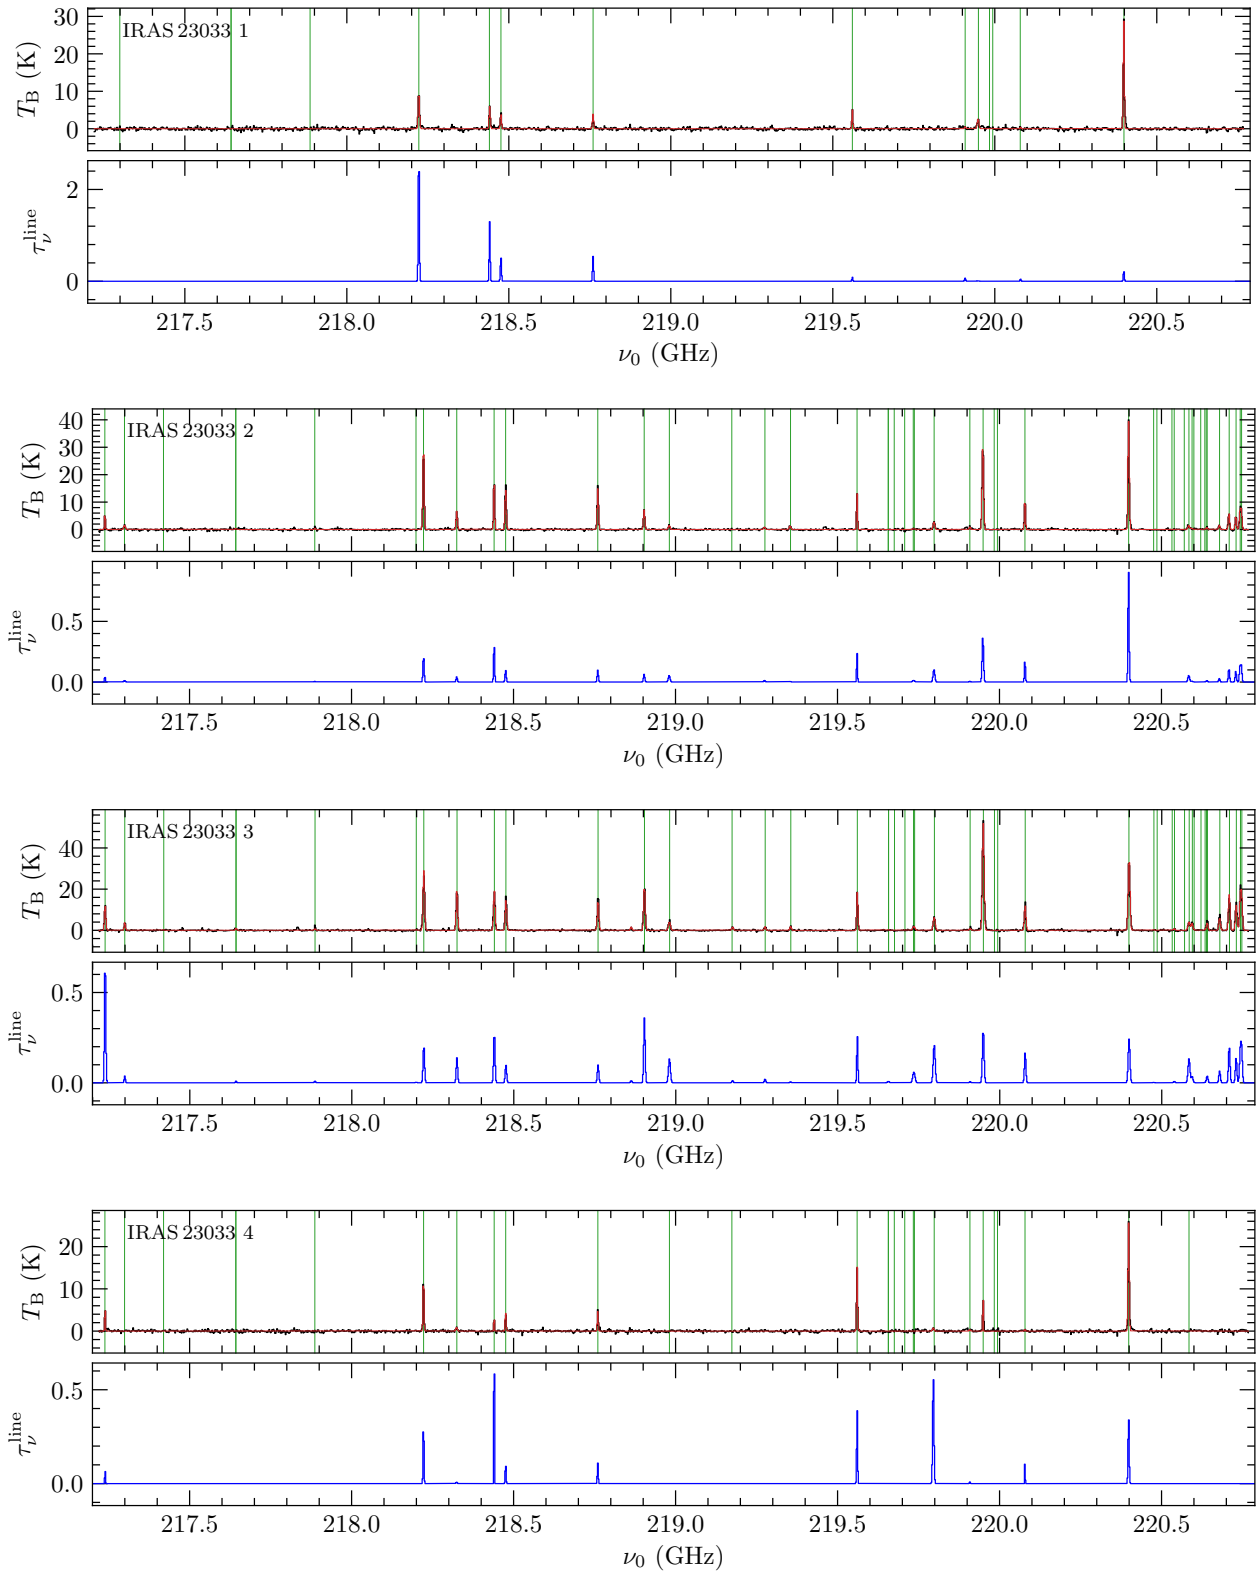 30
20
10
0
T_B (K)
IRAS 23033 1
2
0
τ_ν^line
217.5 218.0 218.5 219.0 219.5 220.0 220.5
ν_0 (GHz)
40
30
20
10
0
T_B (K)
IRAS 23033 2
0.5
0.0
τ_ν^line
217.5 218.0 218.5 219.0 219.5 220.0 220.5
ν_0 (GHz)
40
20
0
T_B (K)
IRAS 23033 3
0.5
0.0
τ_ν^line
217.5 218.0 218.5 219.0 219.5 220.0 220.5
ν_0 (GHz)
20
10
0
T_B (K)
IRAS 23033 4
0.5
0.0
τ_ν^line
217.5 218.0 218.5 219.0 219.5 220.0 220.5
ν_0 (GHz)